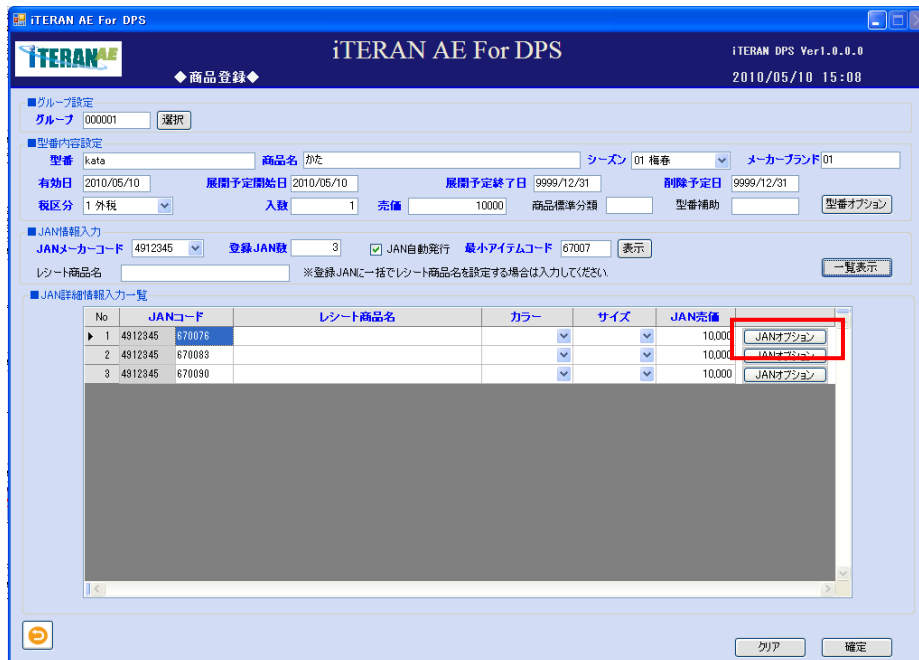 iTERAN AE For DPS
iTERAN AE
iTERAN AE For DPS
iTERAN DPS Ver1.0.0.0
◆商品登録◆
2010/05/10 15:08
■グループ設定
グループ 000001 選択
■型番内容設定
型番 kata 商品名 かた シーズン 01 梅春 メーカーブランド 01
有効日 2010/05/10 展開予定開始日 2010/05/10 展開予定終了日 9999/12/31 削除予定日 9999/12/31
税区分 1 外税 入数 1 売価 10000 商品標準分類 型番補助 型番オプション
■JAN情報入力
JANメーカーコード 4912345 登録JAN数 3 JAN自動発行 最小アイテムコード 67007 表示
レシート商品名 ※登録JANに一括でレシート商品名を設定する場合は入力してください。 一覧表示
■JAN詳細情報入力一覧
No JANコード レシート商品名 カラー サイズ JAN売価
1 4912345 670076 10,000 JANオプション
2 4912345 670083 10,000 JANオプション
3 4912345 670090 10,000 JANオプション
クリア 確定